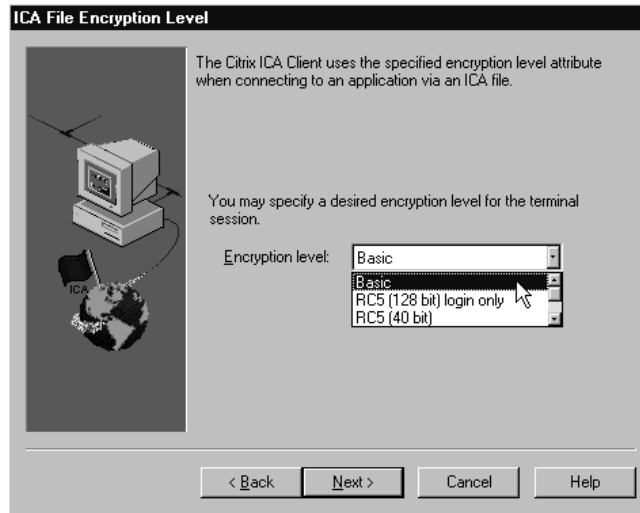 ICA File Encryption Level
The Citrix ICA Client uses the specified encryption level attribute
when connecting to an application via an ICA file.
You may specify a desired encryption level for the terminal
session.
Encryption level:
Basic
Basic
RC5 (128 bit) login only
RC5 (40 bit)
ICA
< Back
Next >
Cancel
Help